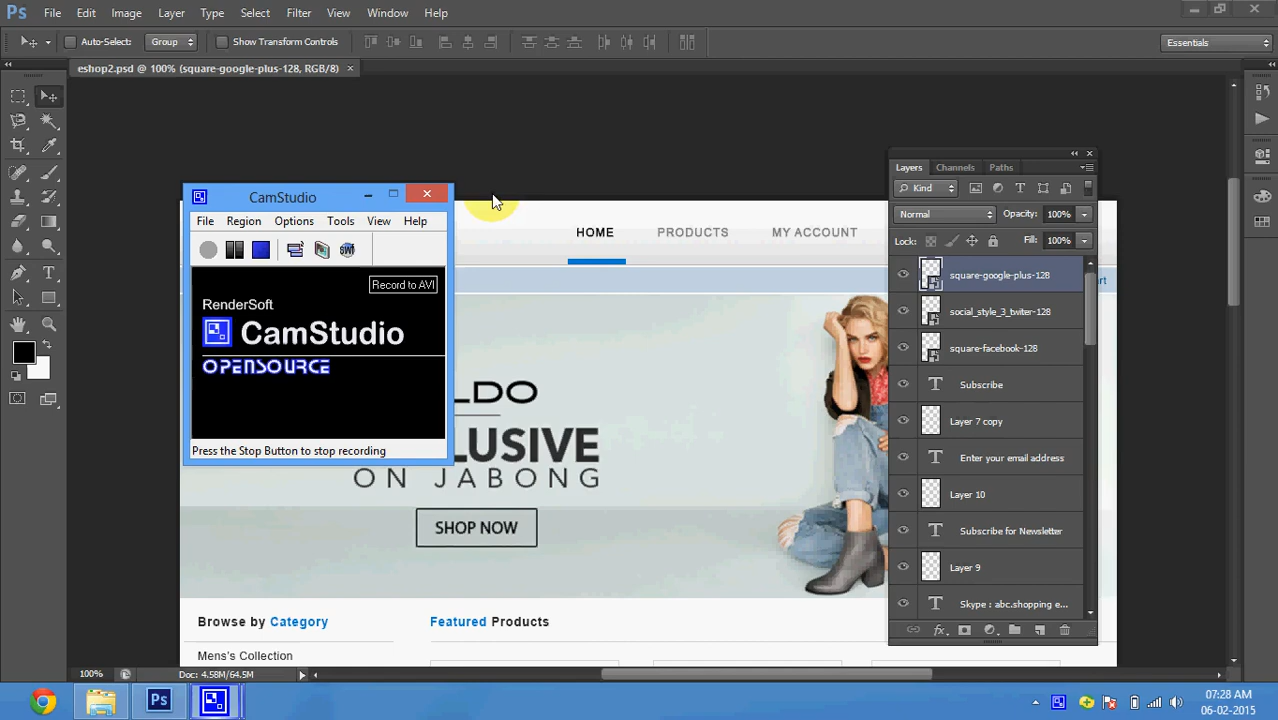 Ps File Edit Image Layer Type Select Filter 3D View Window Help
Auto-Select: Group Show Transform Controls Essentials
eshop2.psd @ 100% (square-google-plus-128, RGB/8) ×
CamStudio
File Region Options Tools View Help
SWF
Record to AVI
RenderSoft
CamStudio
OPENSOURCE
Press the Stop Button to stop recording
HOME PRODUCTS MY ACCOUNT
LDO
LUSIVE
ON JABONG
SHOP NOW
Browse by Category
Featured Products
Mens's Collection
Layers Channels Paths
Kind
Normal Opacity: 100%
Lock: Fill: 100%
square-google-plus-128
social_style_3_twiter-128
square-facebook-128
Subscribe
Layer 7 copy
Enter your email address
Layer 10
Subscribe for Newsletter
Layer 9
Skype : abc.shopping e...
100% Doc: 4.58M/64.5M
Ps
07:28 AM
06-02-2015